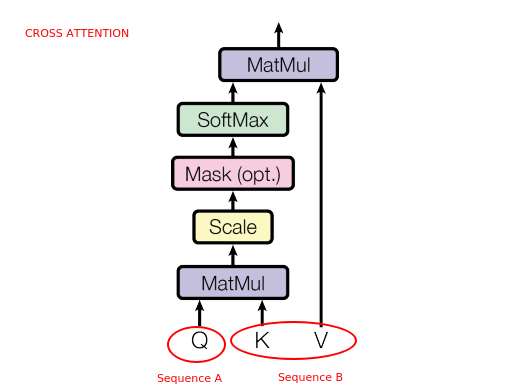 CROSS ATTENTION
MatMul
SoftMax
Mask (opt.)
Scale
MatMul
Q K V
Sequence A Sequence B